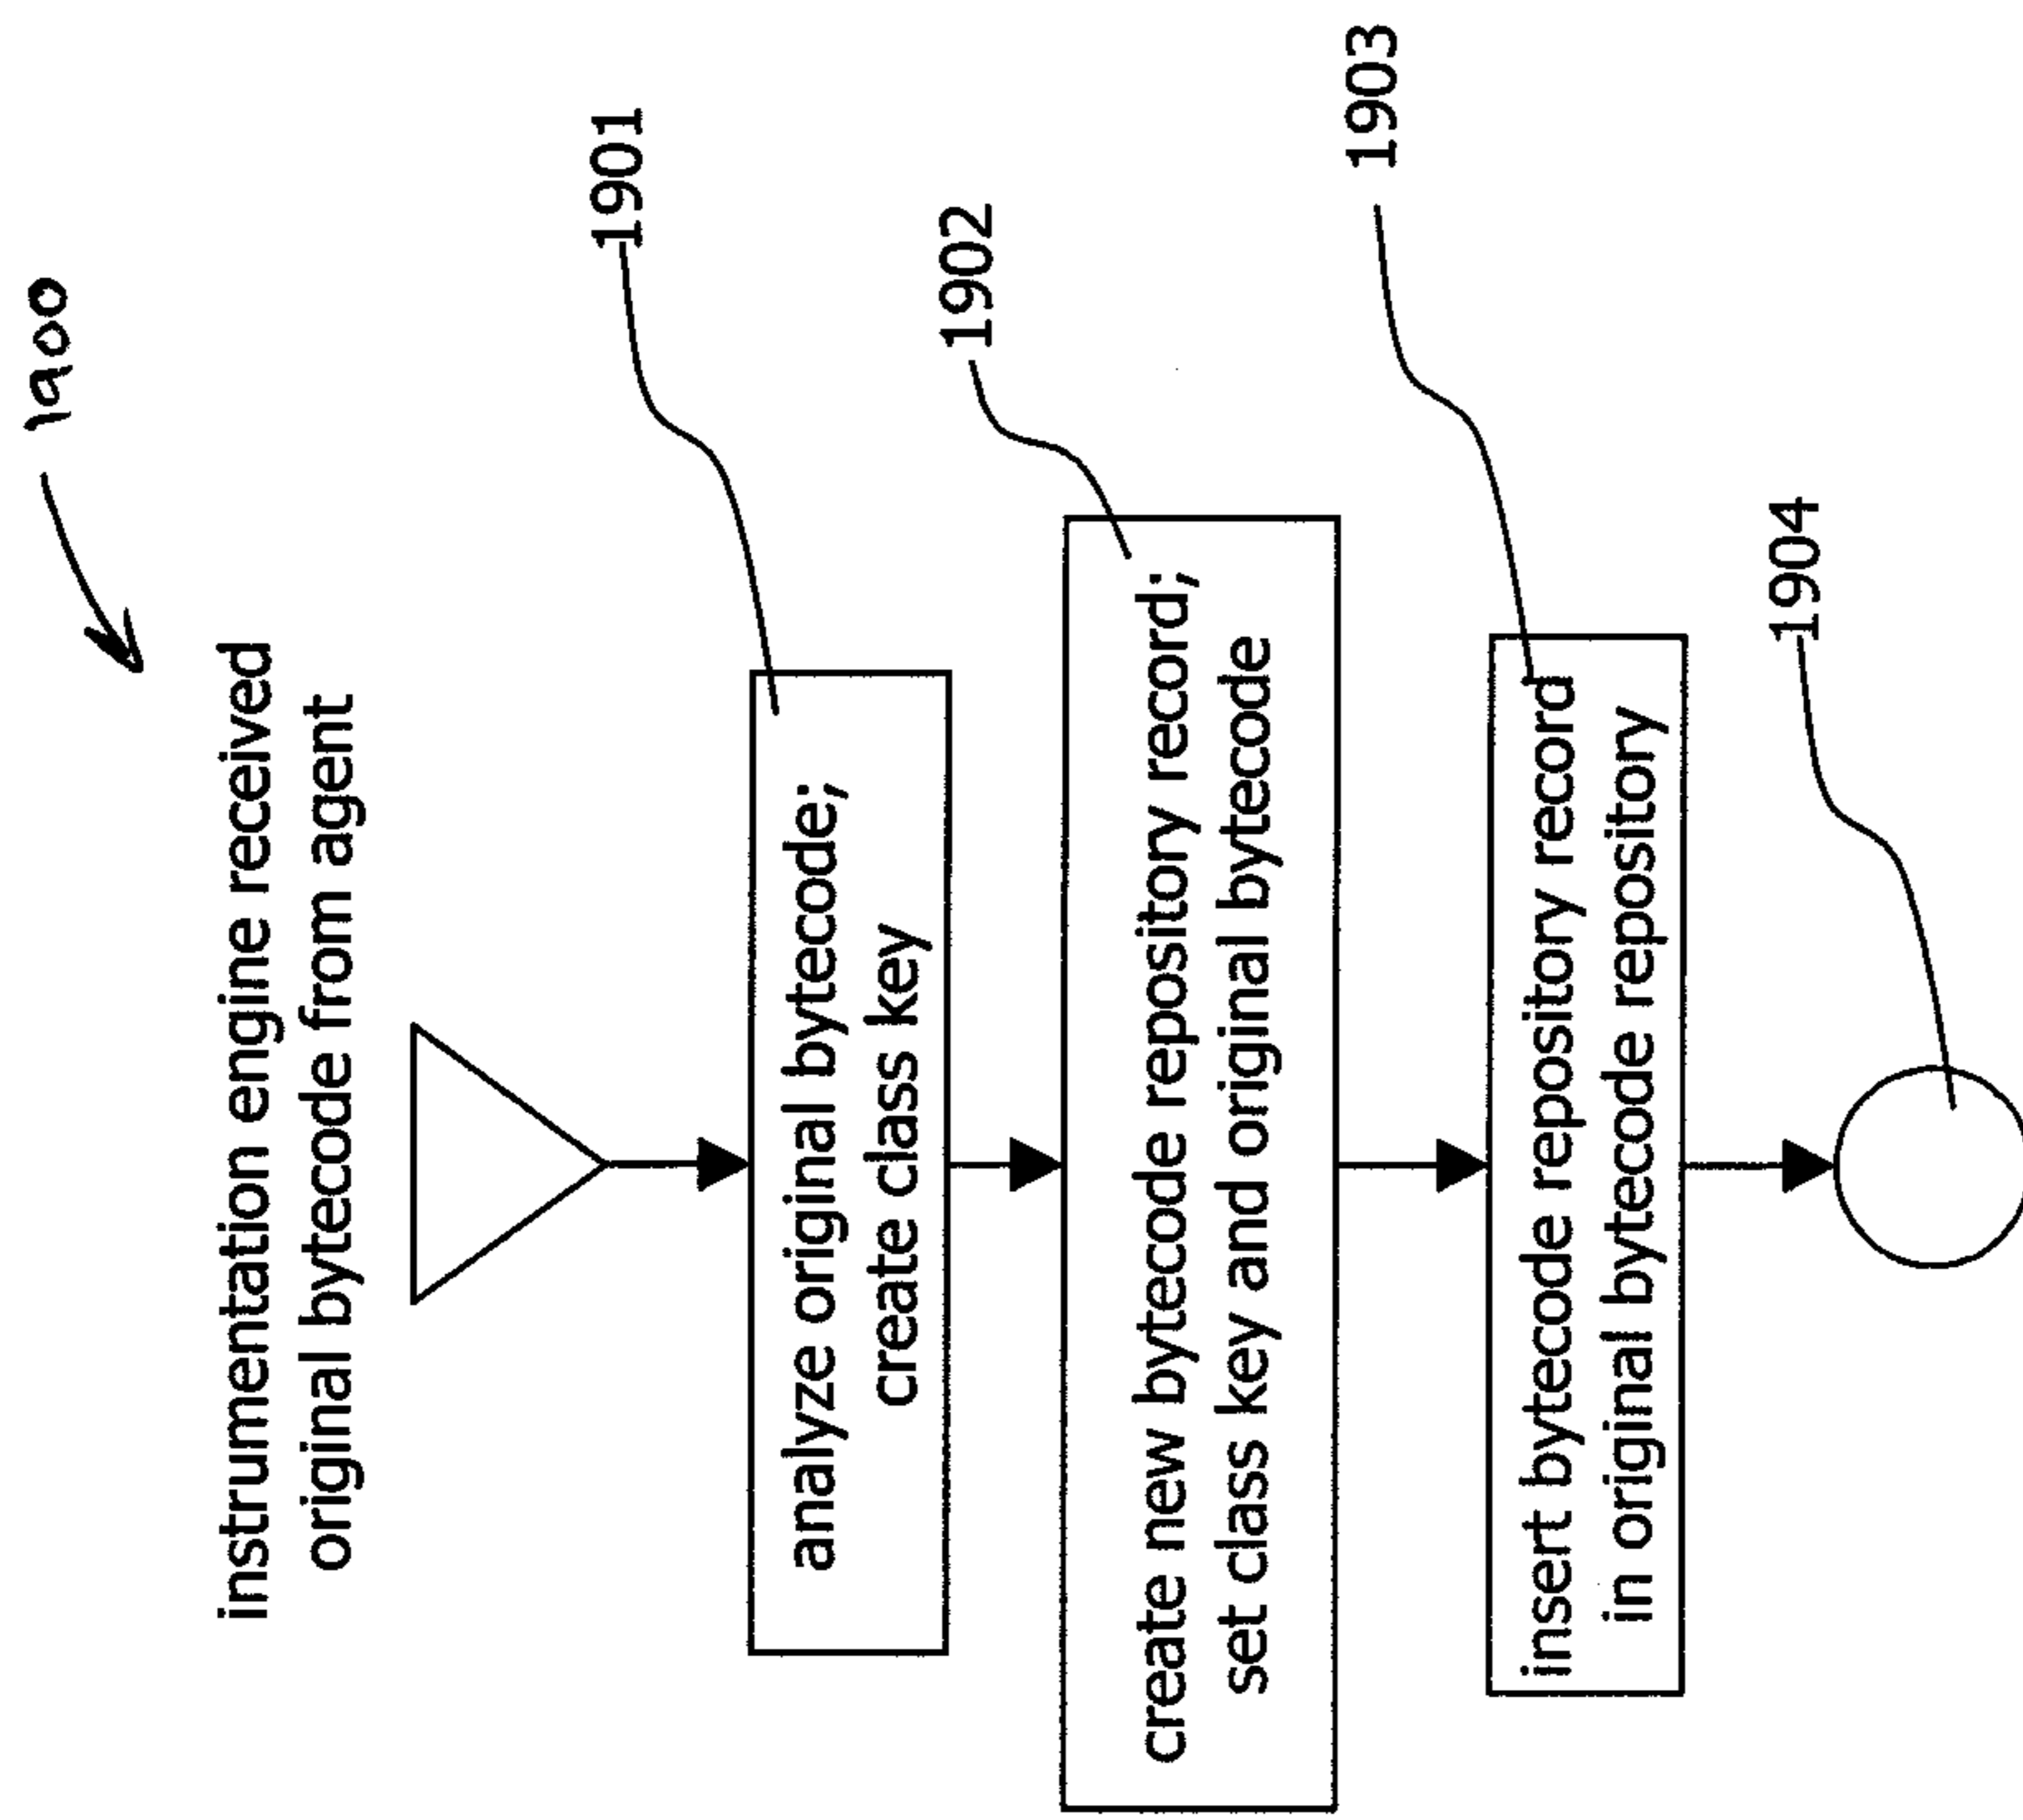 1900
instrumentation engine received
original bytecode from agent
1901
analyze original bytecode;
create class key
1902
create new bytecode repository record;
set class key and original bytecode
1903
insert bytecode repository record
in original bytecode repository
1904